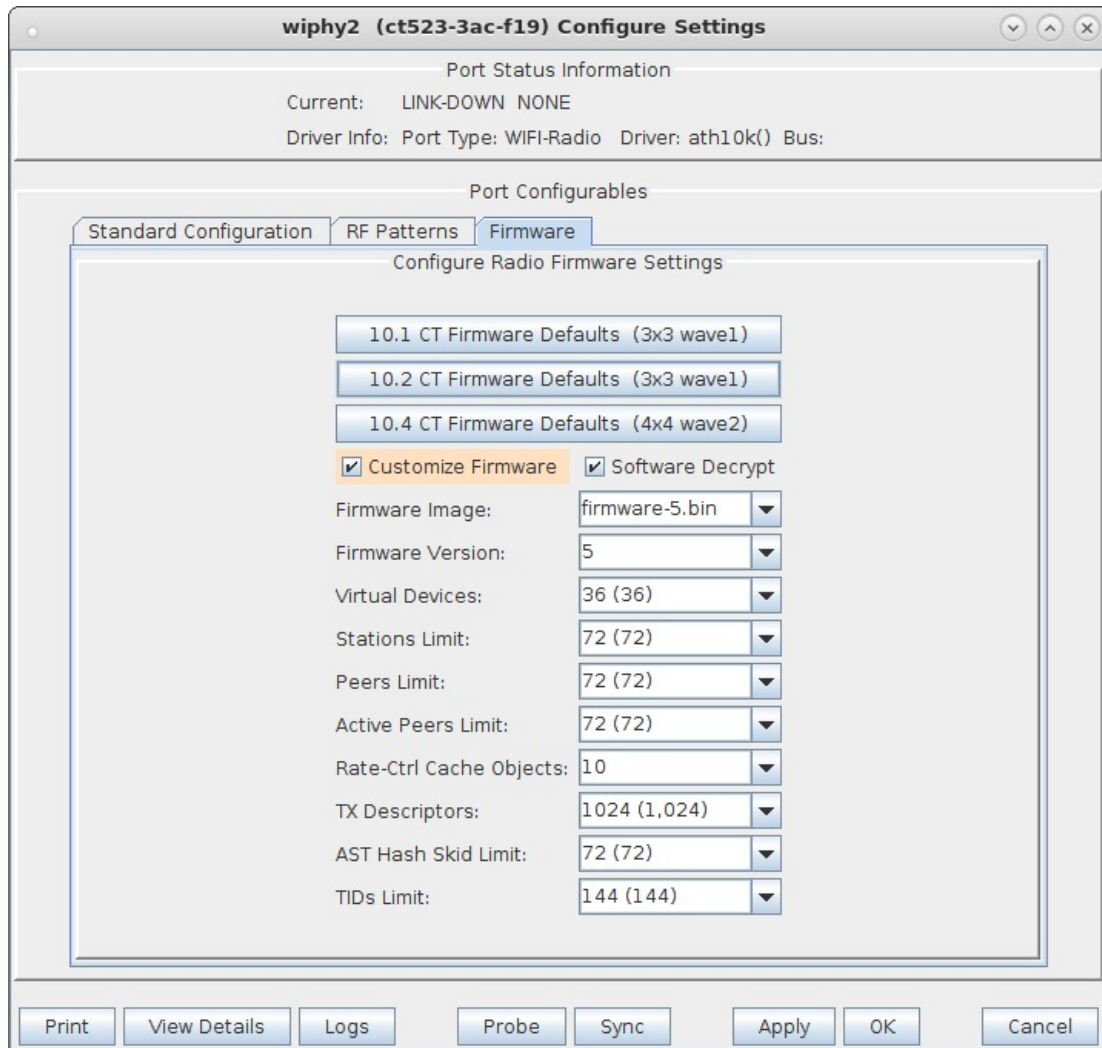 wiphy2 (ct523-3ac-f19) Configure Settings
Port Status Information
Current: LINK-DOWN NONE
Driver Info: Port Type: WIFI-Radio Driver: ath10k() Bus:
Port Configurables
Standard Configuration RF Patterns Firmware
Configure Radio Firmware Settings
10.1 CT Firmware Defaults (3x3 wave1)
10.2 CT Firmware Defaults (3x3 wave1)
10.4 CT Firmware Defaults (4x4 wave2)
Customize Firmware Software Decrypt
Firmware Image: firmware-5.bin
Firmware Version: 5
Virtual Devices: 36 (36)
Stations Limit: 72 (72)
Peers Limit: 72 (72)
Active Peers Limit: 72 (72)
Rate-Ctrl Cache Objects: 10
TX Descriptors: 1024 (1,024)
AST Hash Skid Limit: 72 (72)
TIDs Limit: 144 (144)
Print View Details Logs Probe Sync Apply OK Cancel